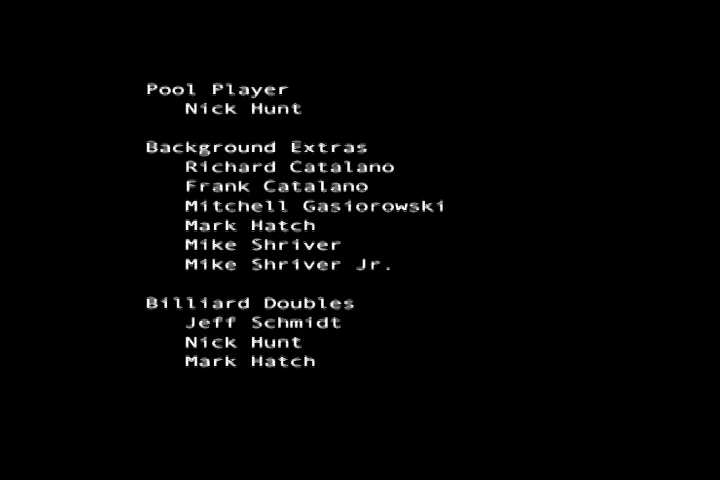 Pool Player
Nick Hunt
Background Extras
Richard Catalano
Frank Catalano
Mitchell Gasiorowski
Mark Hatch
Mike Shriver
Mike Shriver Jr.
Billiard Doubles
Jeff Schmidt
Nick Hunt
Mark Hatch